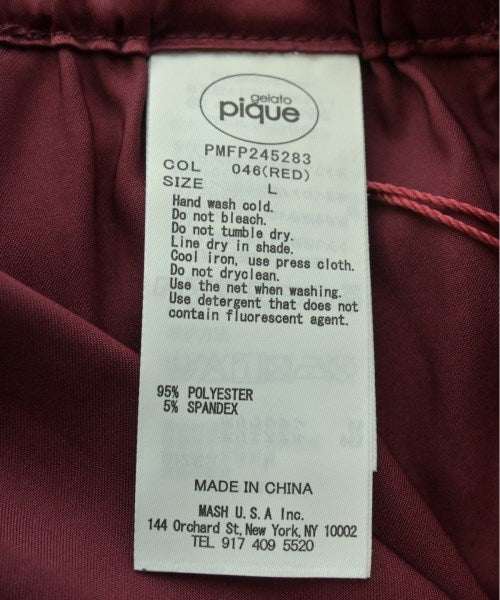 gelato
pique
PMFP245283
COL 046(RED)
SIZE L
Hand wash cold.
Do not bleach.
Do not tumble dry.
Line dry in shade.
Cool iron, use press cloth.
Do not dryclean.
Use the net when washing.
Use detergent that does not
contain fluorescent agent.
95% POLYESTER
5% SPANDEX
MADE IN CHINA
MASH U.S.A Inc.
144 Orchard St, New York, NY 10002
TEL 917 409 5520